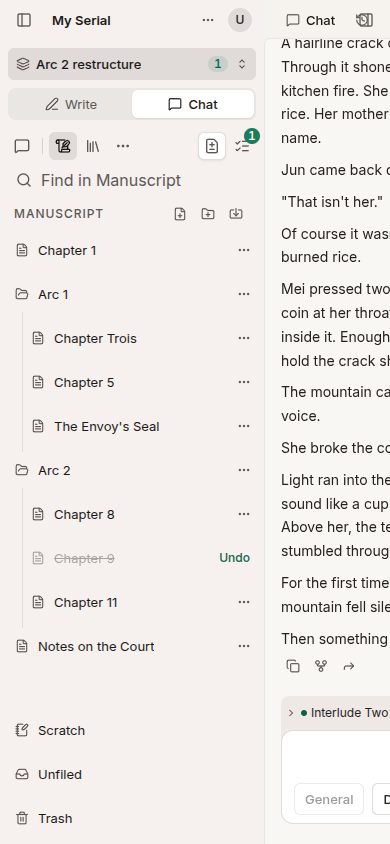 My Serial
U
Arc 2 restructure
1
Write
Chat
1
Find in Manuscript
MANUSCRIPT
Chapter 1
Arc 1
Chapter Trois
Chapter 5
The Envoy's Seal
Arc 2
Chapter 8
Chapter 9
Undo
Chapter 11
Notes on the Court
Scratch
Unfiled
Trash
Chat
A hairline crack
Through it shone
kitchen fire. She
rice. Her mother
name.
Jun came back
"That isn't her."
Of course it was
burned rice.
Mei pressed two
coin at her throa
inside it. Enough
hold the crack sh
The mountain ca
voice.
She broke the co
Light ran into the
sound like a cup
Above her, the te
stumbled throug
For the first time
mountain fell sile
Then something
Interlude Two
General
D